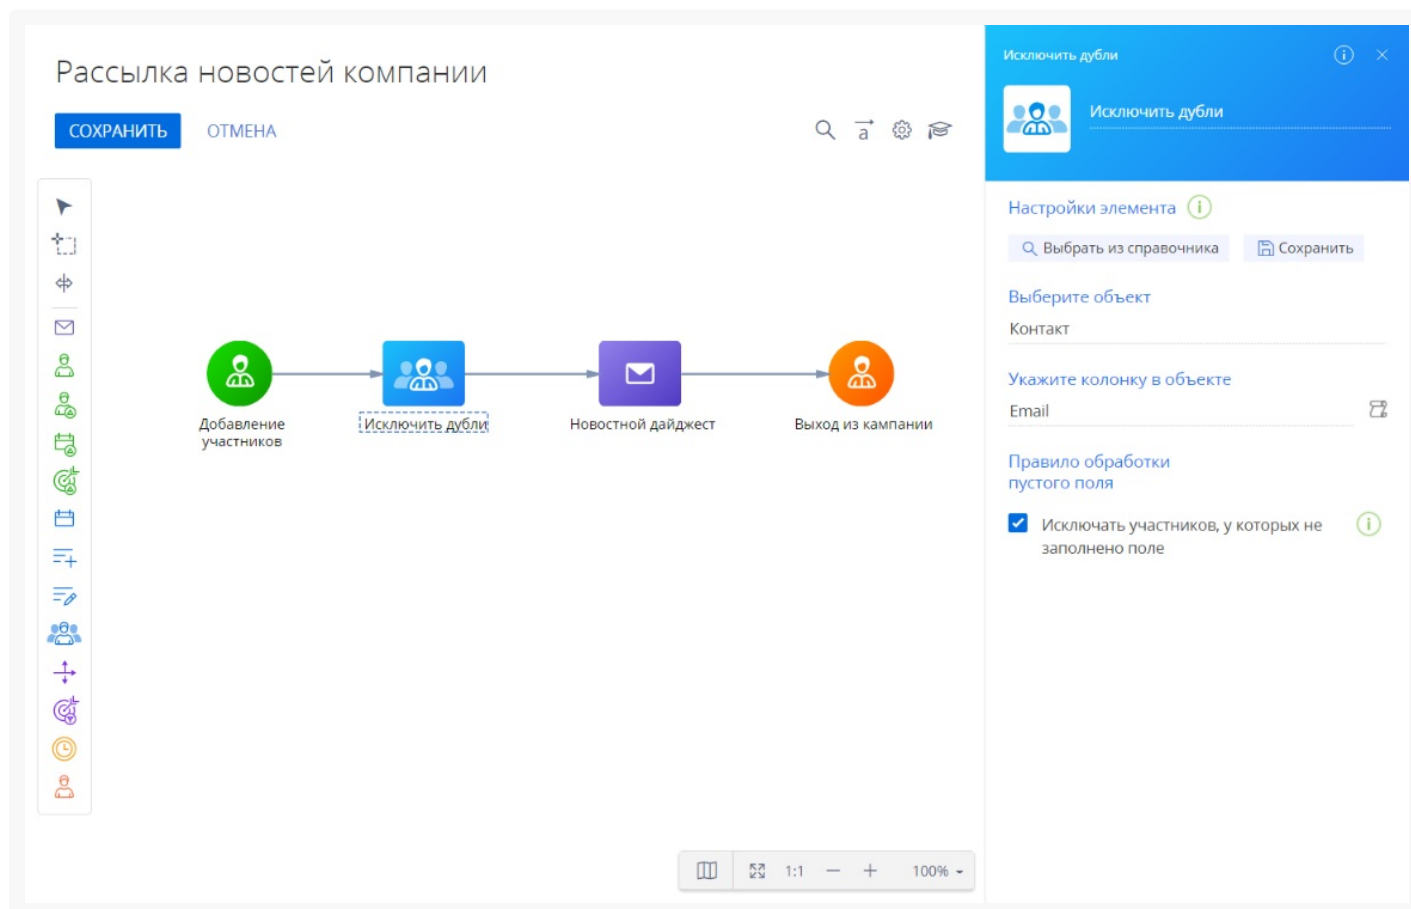 Рассылка новостей компании
СОХРАНИТЬ ОТМЕНА
a
Добавление
участников
Исключить дубли
Новостной дайджест
Выход из кампании
1:1 — + 100%
Исключить дубли
Исключить дубли
Настройки элемента
Выбрать из справочника Сохранить
Выберите объект
Контакт
Укажите колонку в объекте
Email
Правило обработки
пустого поля
Исключать участников, у которых не
заполнено поле